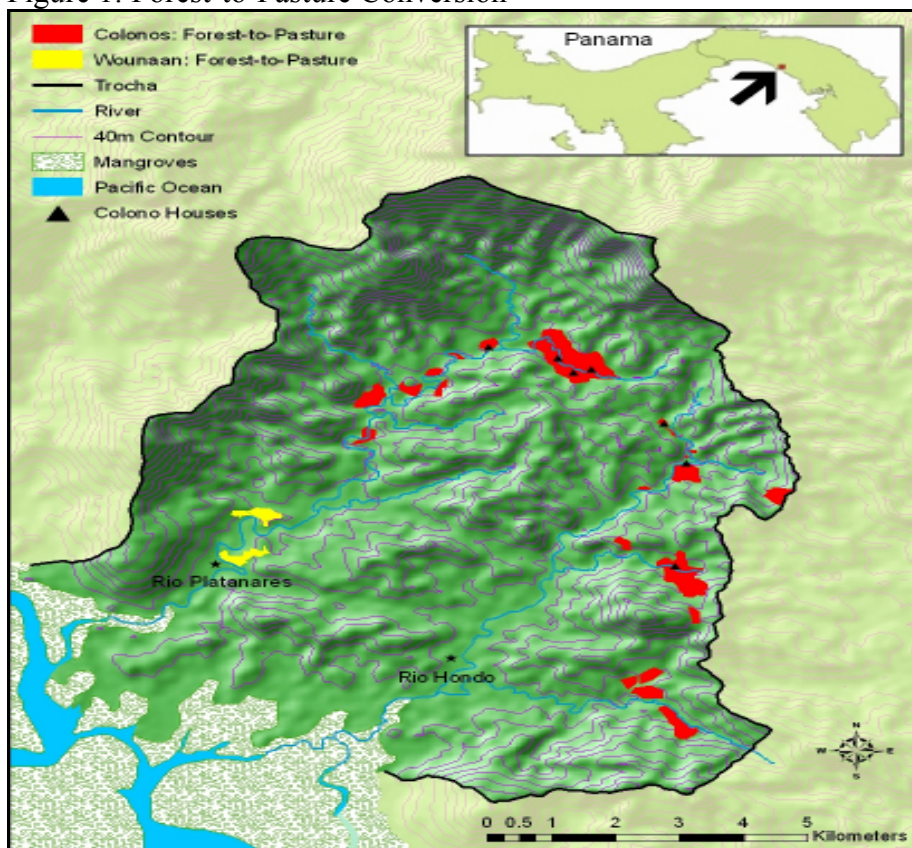 Figure 1: Forest-to-Pasture Conversion
Colonos: Forest-to-Pasture
Wounaan: Forest-to-Pasture
Trocha
River
40m Contour
Mangroves
Pacific Ocean
Colono Houses
Panama
Rio Platanares
Rio Hondo
N
W E
S
0 0.5 1 2 3 4 5
Kilometers